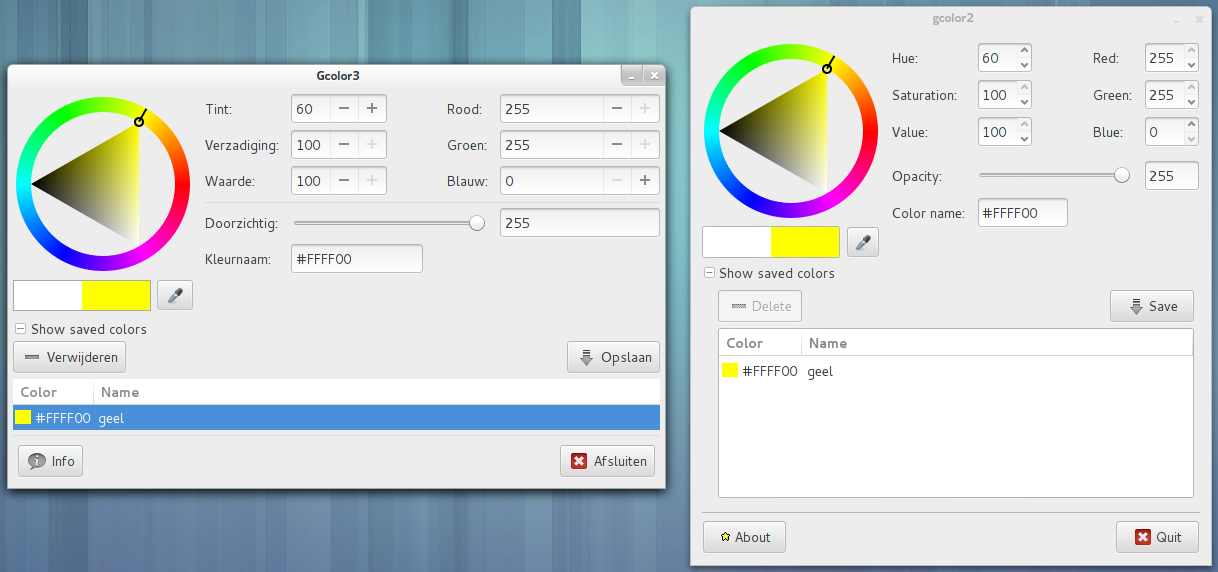 Gcolor3
Tint: 60 Rood: 255
Verzadiging: 100 Groen: 255
Waarde: 100 Blauw: 0
Doorzichtig: 255
Kleurnaam: #FFFF00
Show saved colors
Verwijderen Opslaan
Color Name
#FFFF00 geel
Info Afsluiten
gcolor2
Hue: 60 Red: 255
Saturation: 100 Green: 255
Value: 100 Blue: 0
Opacity: 255
Color name: #FFFF00
Show saved colors
Delete Save
Color Name
#FFFF00 geel
About Quit